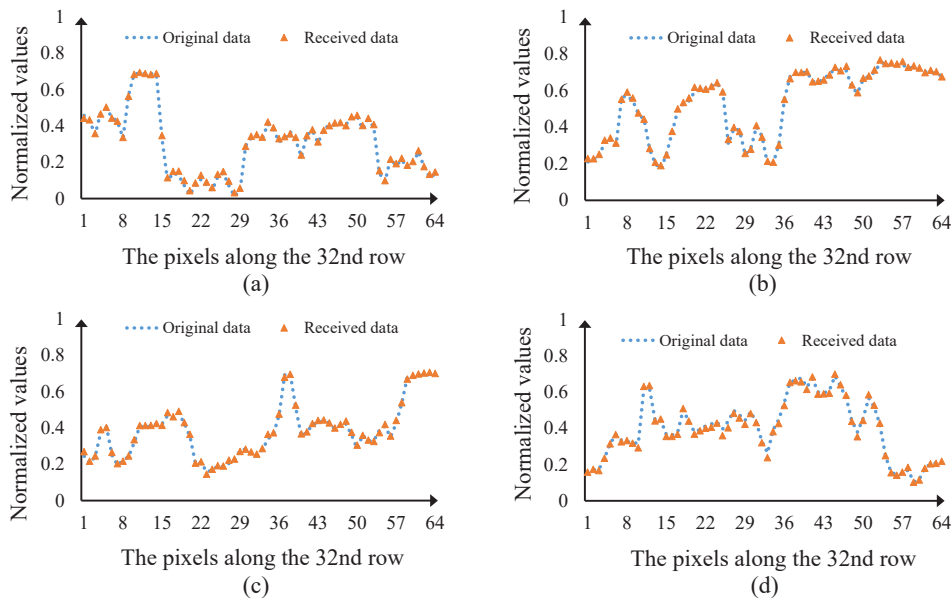 1
Original data Received data
0.8
0.6
0.4
0.2
0
Normalized values
1 8 15 22 29 36 43 50 57 64
The pixels along the 32nd row
(a)
1
Original data Received data
0.8
0.6
0.4
0.2
0
Normalized values
1 8 15 22 29 36 43 50 57 64
The pixels along the 32nd row
(b)
1
Original data Received data
0.8
0.6
0.4
0.2
0
Normalized values
1 8 15 22 29 36 43 50 57 64
The pixels along the 32nd row
(c)
1
Original data Received data
0.8
0.6
0.4
0.2
0
Normalized values
1 8 15 22 29 36 43 50 57 64
The pixels along the 32nd row
(d)